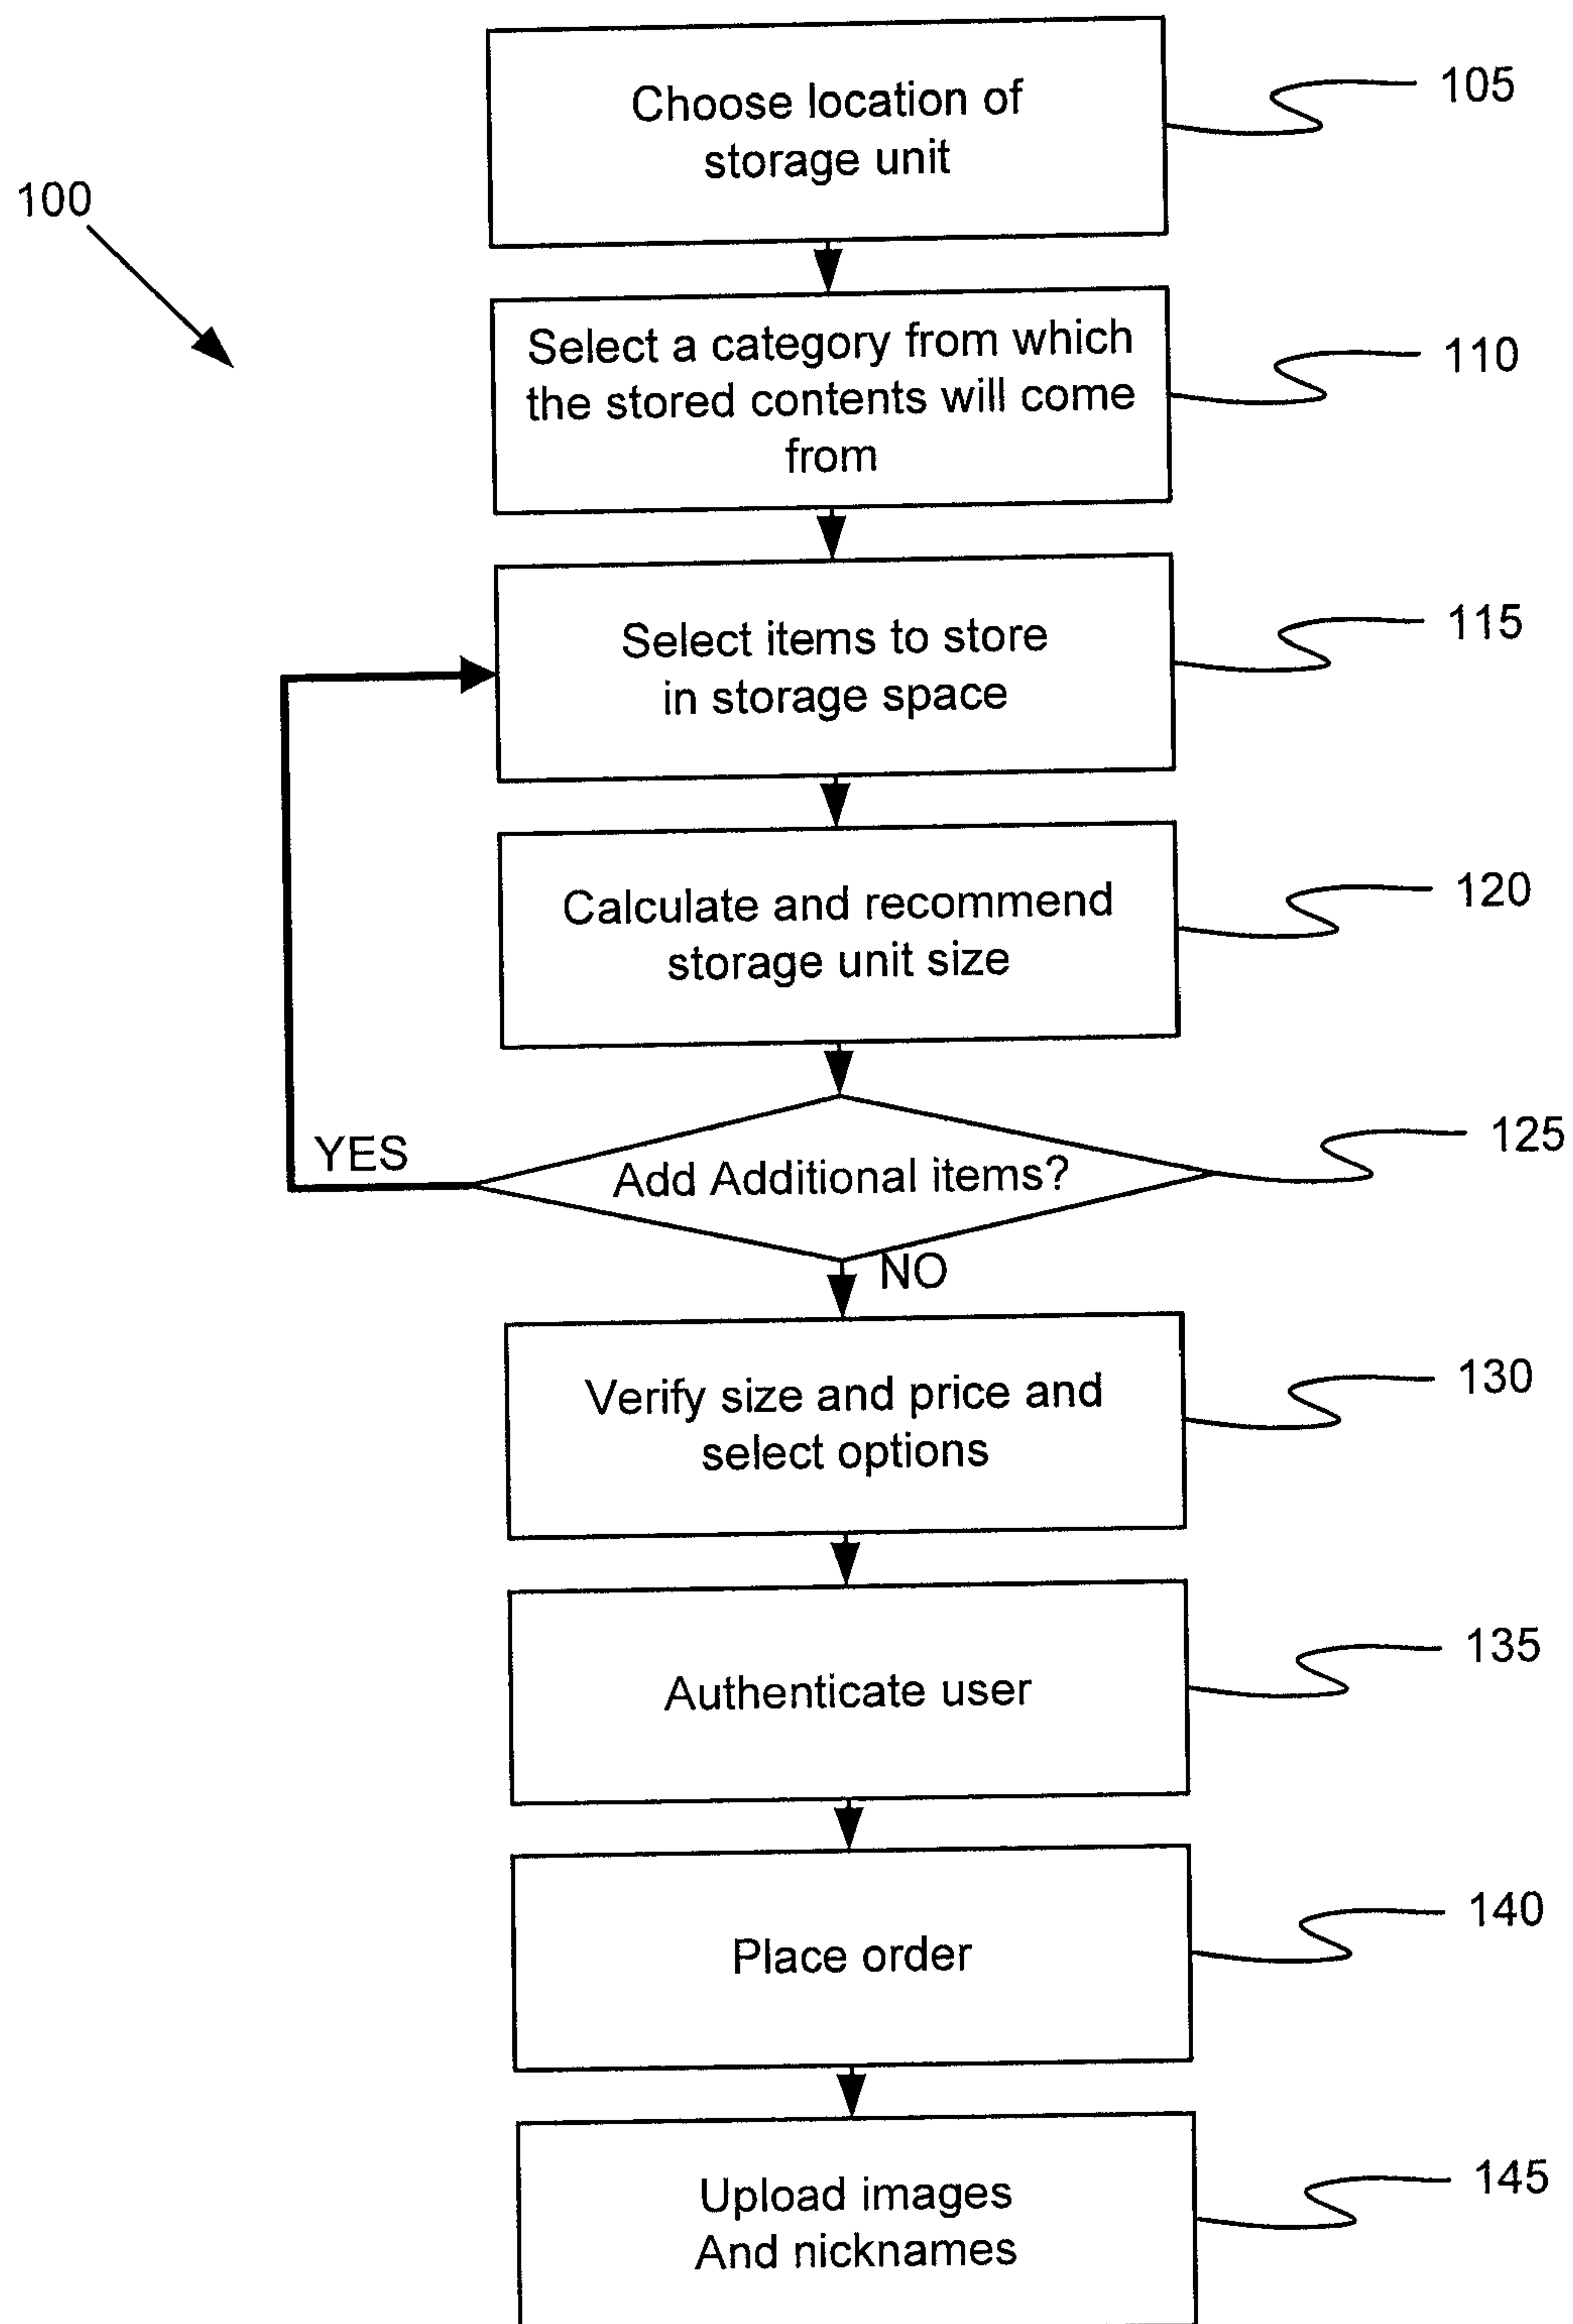 Choose location of
storage unit
105
100
Select a category from which
the stored contents will come
from
110
Select items to store
in storage space
115
Calculate and recommend
storage unit size
120
YES
Add Additional items?
125
NO
Verify size and price and
select options
130
Authenticate user
135
Place order
140
Upload images
And nicknames
145